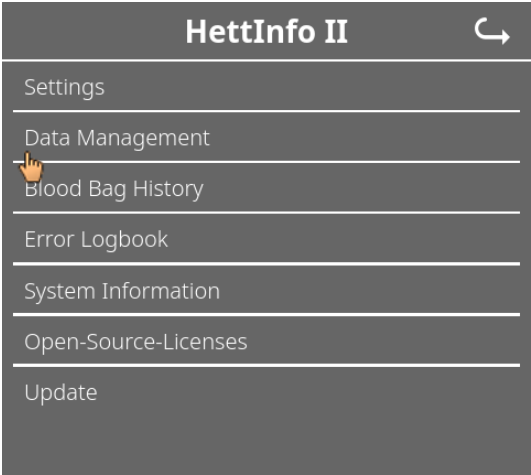 HettInfo II
Settings
Data Management
Blood Bag History
Error Logbook
System Information
Open-Source-Licenses
Update